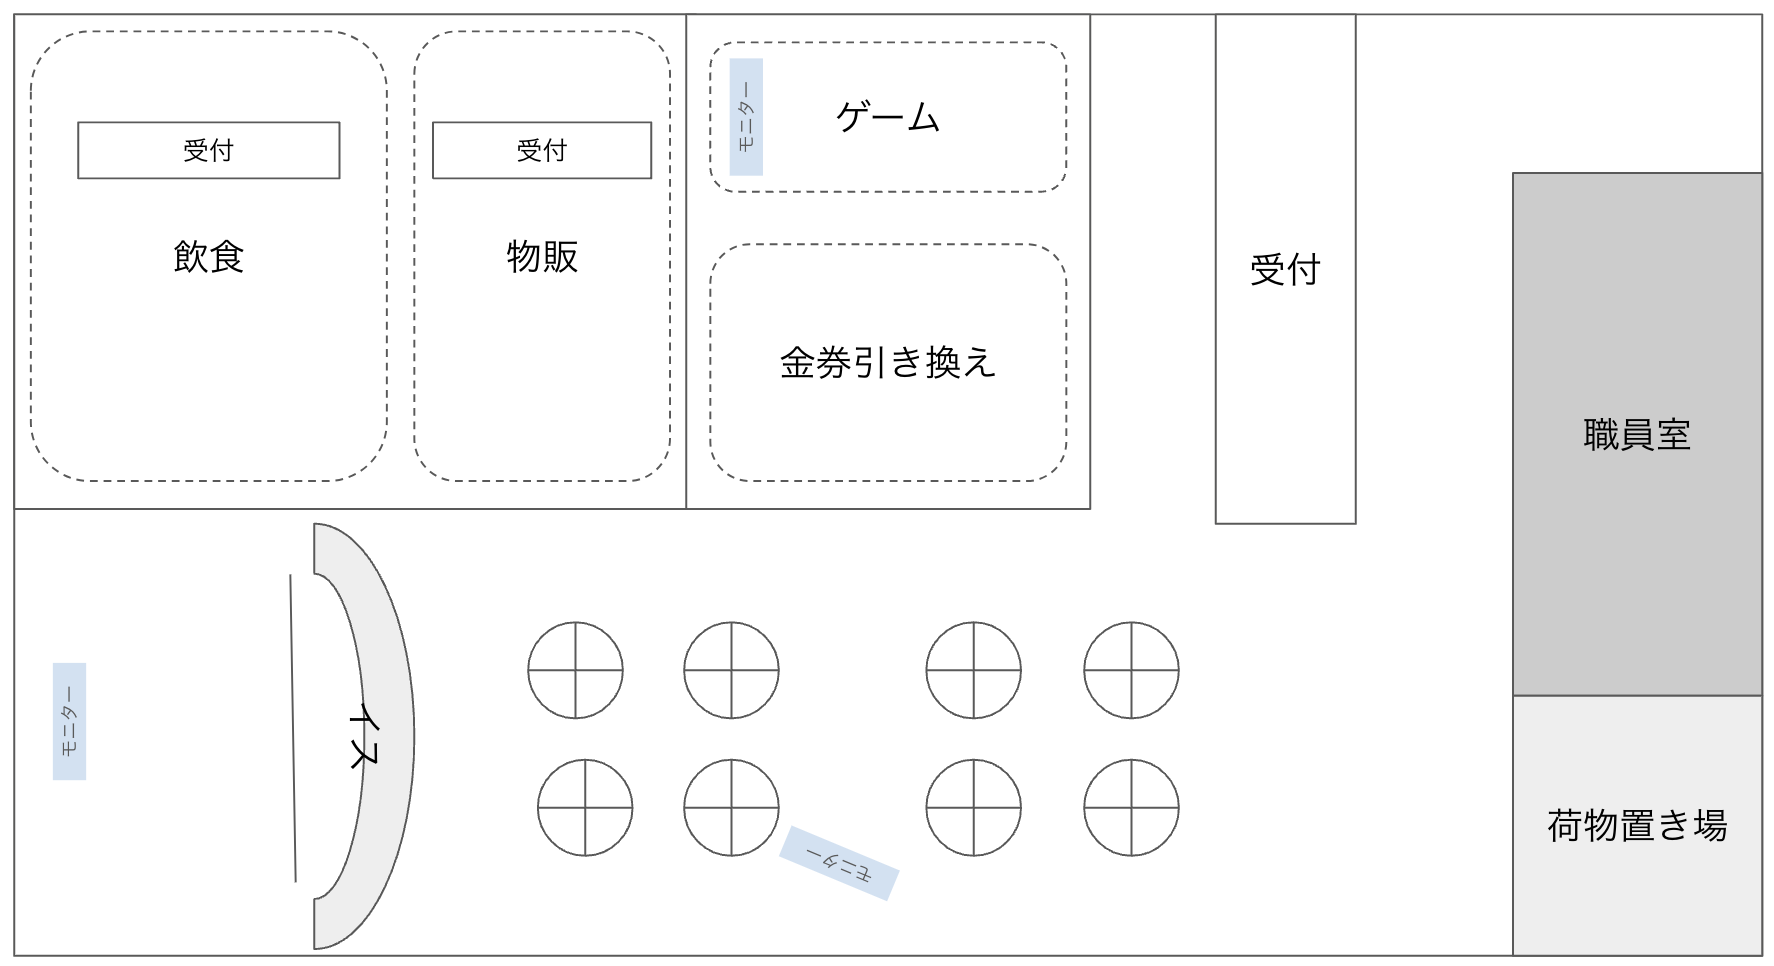 受付
受付
モニター
ゲーム
飲食
物販
受付
金券引き換え
職員室
モニター
イス
荷物置き場
モニター